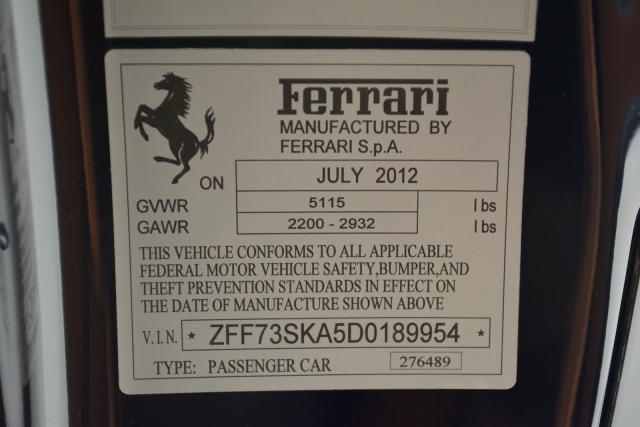 Ferrari
MANUFACTURED BY
FERRARI S.p.A.
ON JULY 2012
GVWR 5115 lbs
GAWR 2200 - 2932 lbs
THIS VEHICLE CONFORMS TO ALL APPLICABLE
FEDERAL MOTOR VEHICLE SAFETY,BUMPER,AND
THEFT PREVENTION STANDARDS IN EFFECT ON
THE DATE OF MANUFACTURE SHOWN ABOVE
V.I.N. * ZFF73SKA5D0189954 *
TYPE: PASSENGER CAR 276489